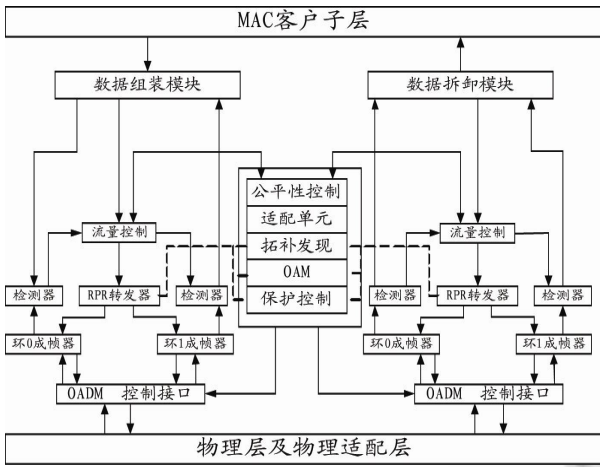 MAC客户子层
数据组装模块
数据拆卸模块
公平性控制
适配单元
拓补发现
OAM
保护控制
流量控制
流量控制
检测器
RPR转发器
检测器
检测器
RPR转发器
检测器
环0成帧器
环1成帧器
环0成帧器
环1成帧器
OADM 控制接口
OADM 控制接口
物理层及物理适配层